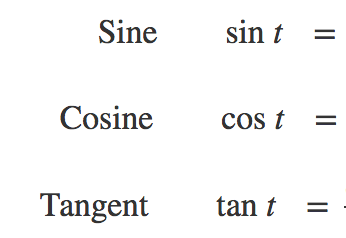 Sine sin t =
Cosine cos t =
Tangent tan t =